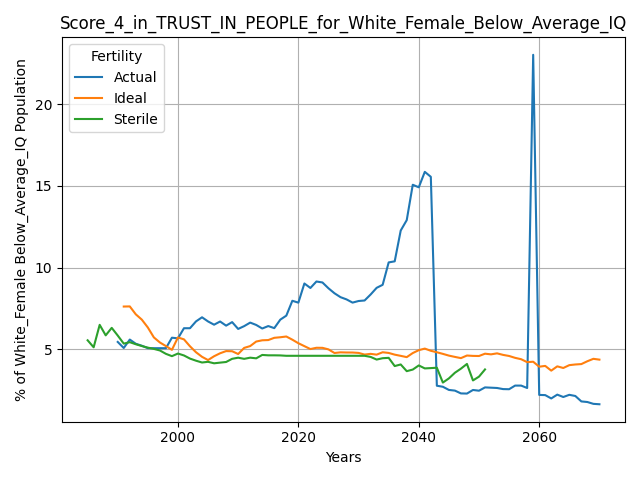 Score_4_in_TRUST_IN_PEOPLE_for_White_Female_Below_Average_IQ
Fertility
Actual
Ideal
Sterile
% of White_Female Below_Average_IQ Population
20
15
10
5
2000
2020
2040
2060
Years